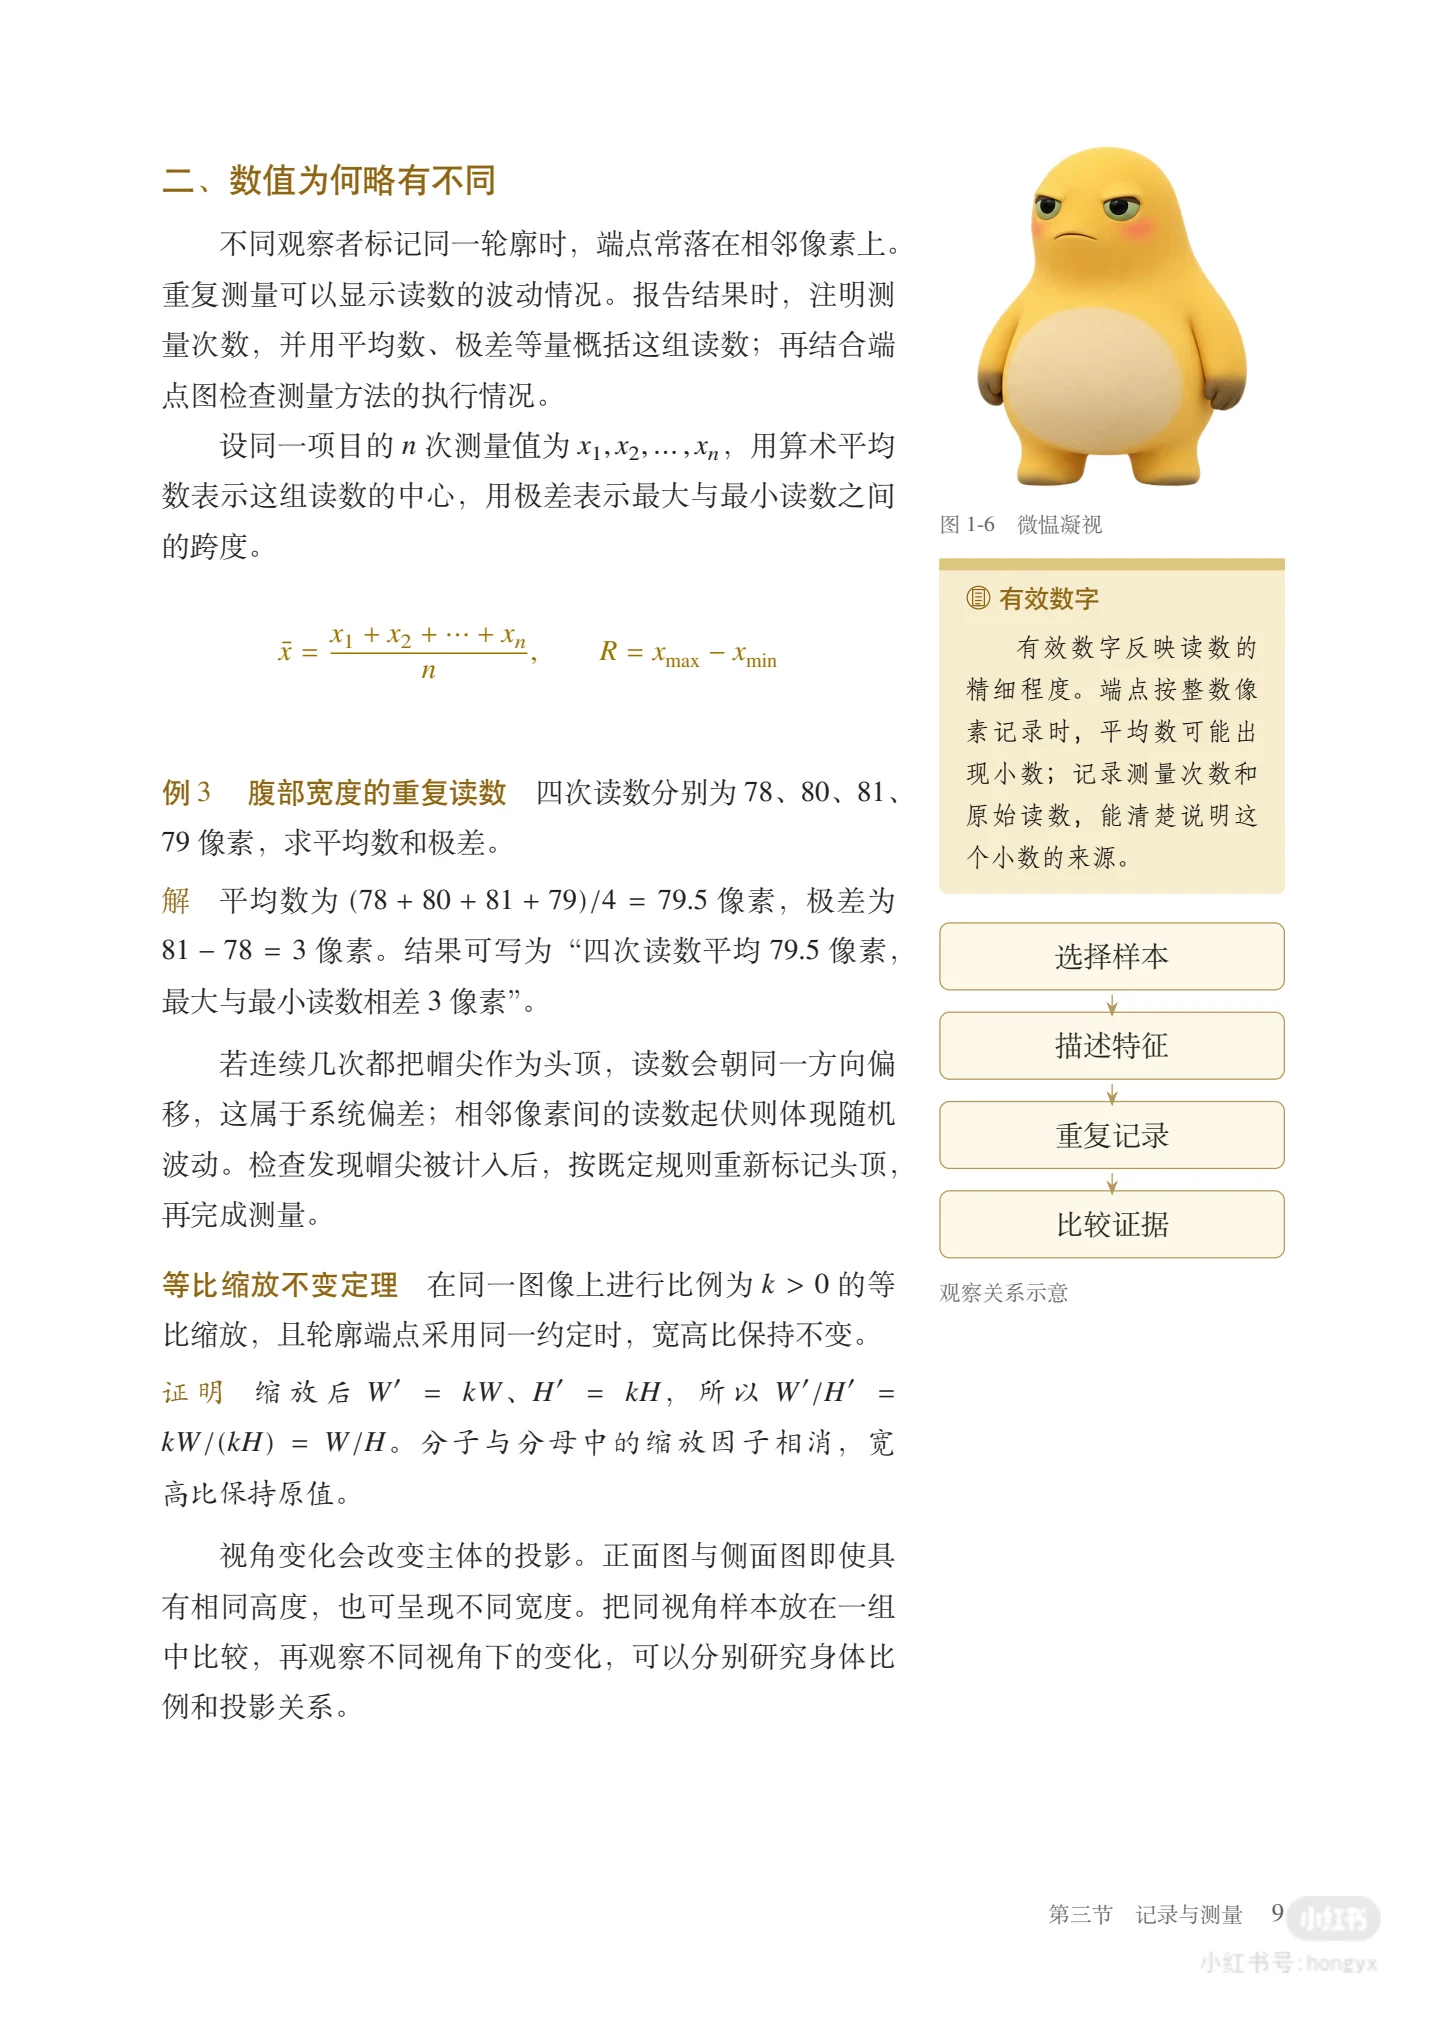 二、数值为何略有不同
不同观察者标记同一轮廓时，端点常落在相邻像素上。
重复测量可以显示读数的波动情况。报告结果时，注明测
量次数，并用平均数、极差等量概括这组读数；再结合端
点图检查测量方法的执行情况。
设同一项目的 n 次测量值为 x₁, x₂, … , xₙ，用算术平均
数表示这组读数的中心，用极差表示最大与最小读数之间
的跨度。
x̄ = (x₁ + x₂ + ⋯ + xₙ)/n,  R = x_max − x_min
例 3 腹部宽度的重复读数 四次读数分别为 78、80、81、
79 像素，求平均数和极差。
解 平均数为 (78 + 80 + 81 + 79)/4 = 79.5 像素，极差为
81 − 78 = 3 像素。结果可写为“四次读数平均 79.5 像素，
最大与最小读数相差 3 像素”。
若连续几次都把帽尖作为头顶，读数会朝同一方向偏
移，这属于系统偏差；相邻像素间的读数起伏则体现随机
波动。检查发现帽尖被计入后，按既定规则重新标记头顶，
再完成测量。
等比缩放不变定理 在同一图像上进行比例为 k > 0 的等
比缩放，且轮廓端点采用同一约定时，宽高比保持不变。
证明 缩放后 W′ = kW、H′ = kH，所以 W′/H′ =
kW/(kH) = W/H。分子与分母中的缩放因子相消，宽
高比保持原值。
视角变化会改变主体的投影。正面图与侧面图即使具
有相同高度，也可呈现不同宽度。把同视角样本放在一组
中比较，再观察不同视角下的变化，可以分别研究身体比
例和投影关系。
图 1-6 微愠凝视
有效数字
有效数字反映读数的
精细程度。端点按整数像
素记录时，平均数可能出
现小数；记录测量次数和
原始读数，能清楚说明这
个小数的来源。
选择样本
描述特征
重复记录
比较证据
观察关系示意
第三节 记录与测量 9
小红书
小红书号:hongyx